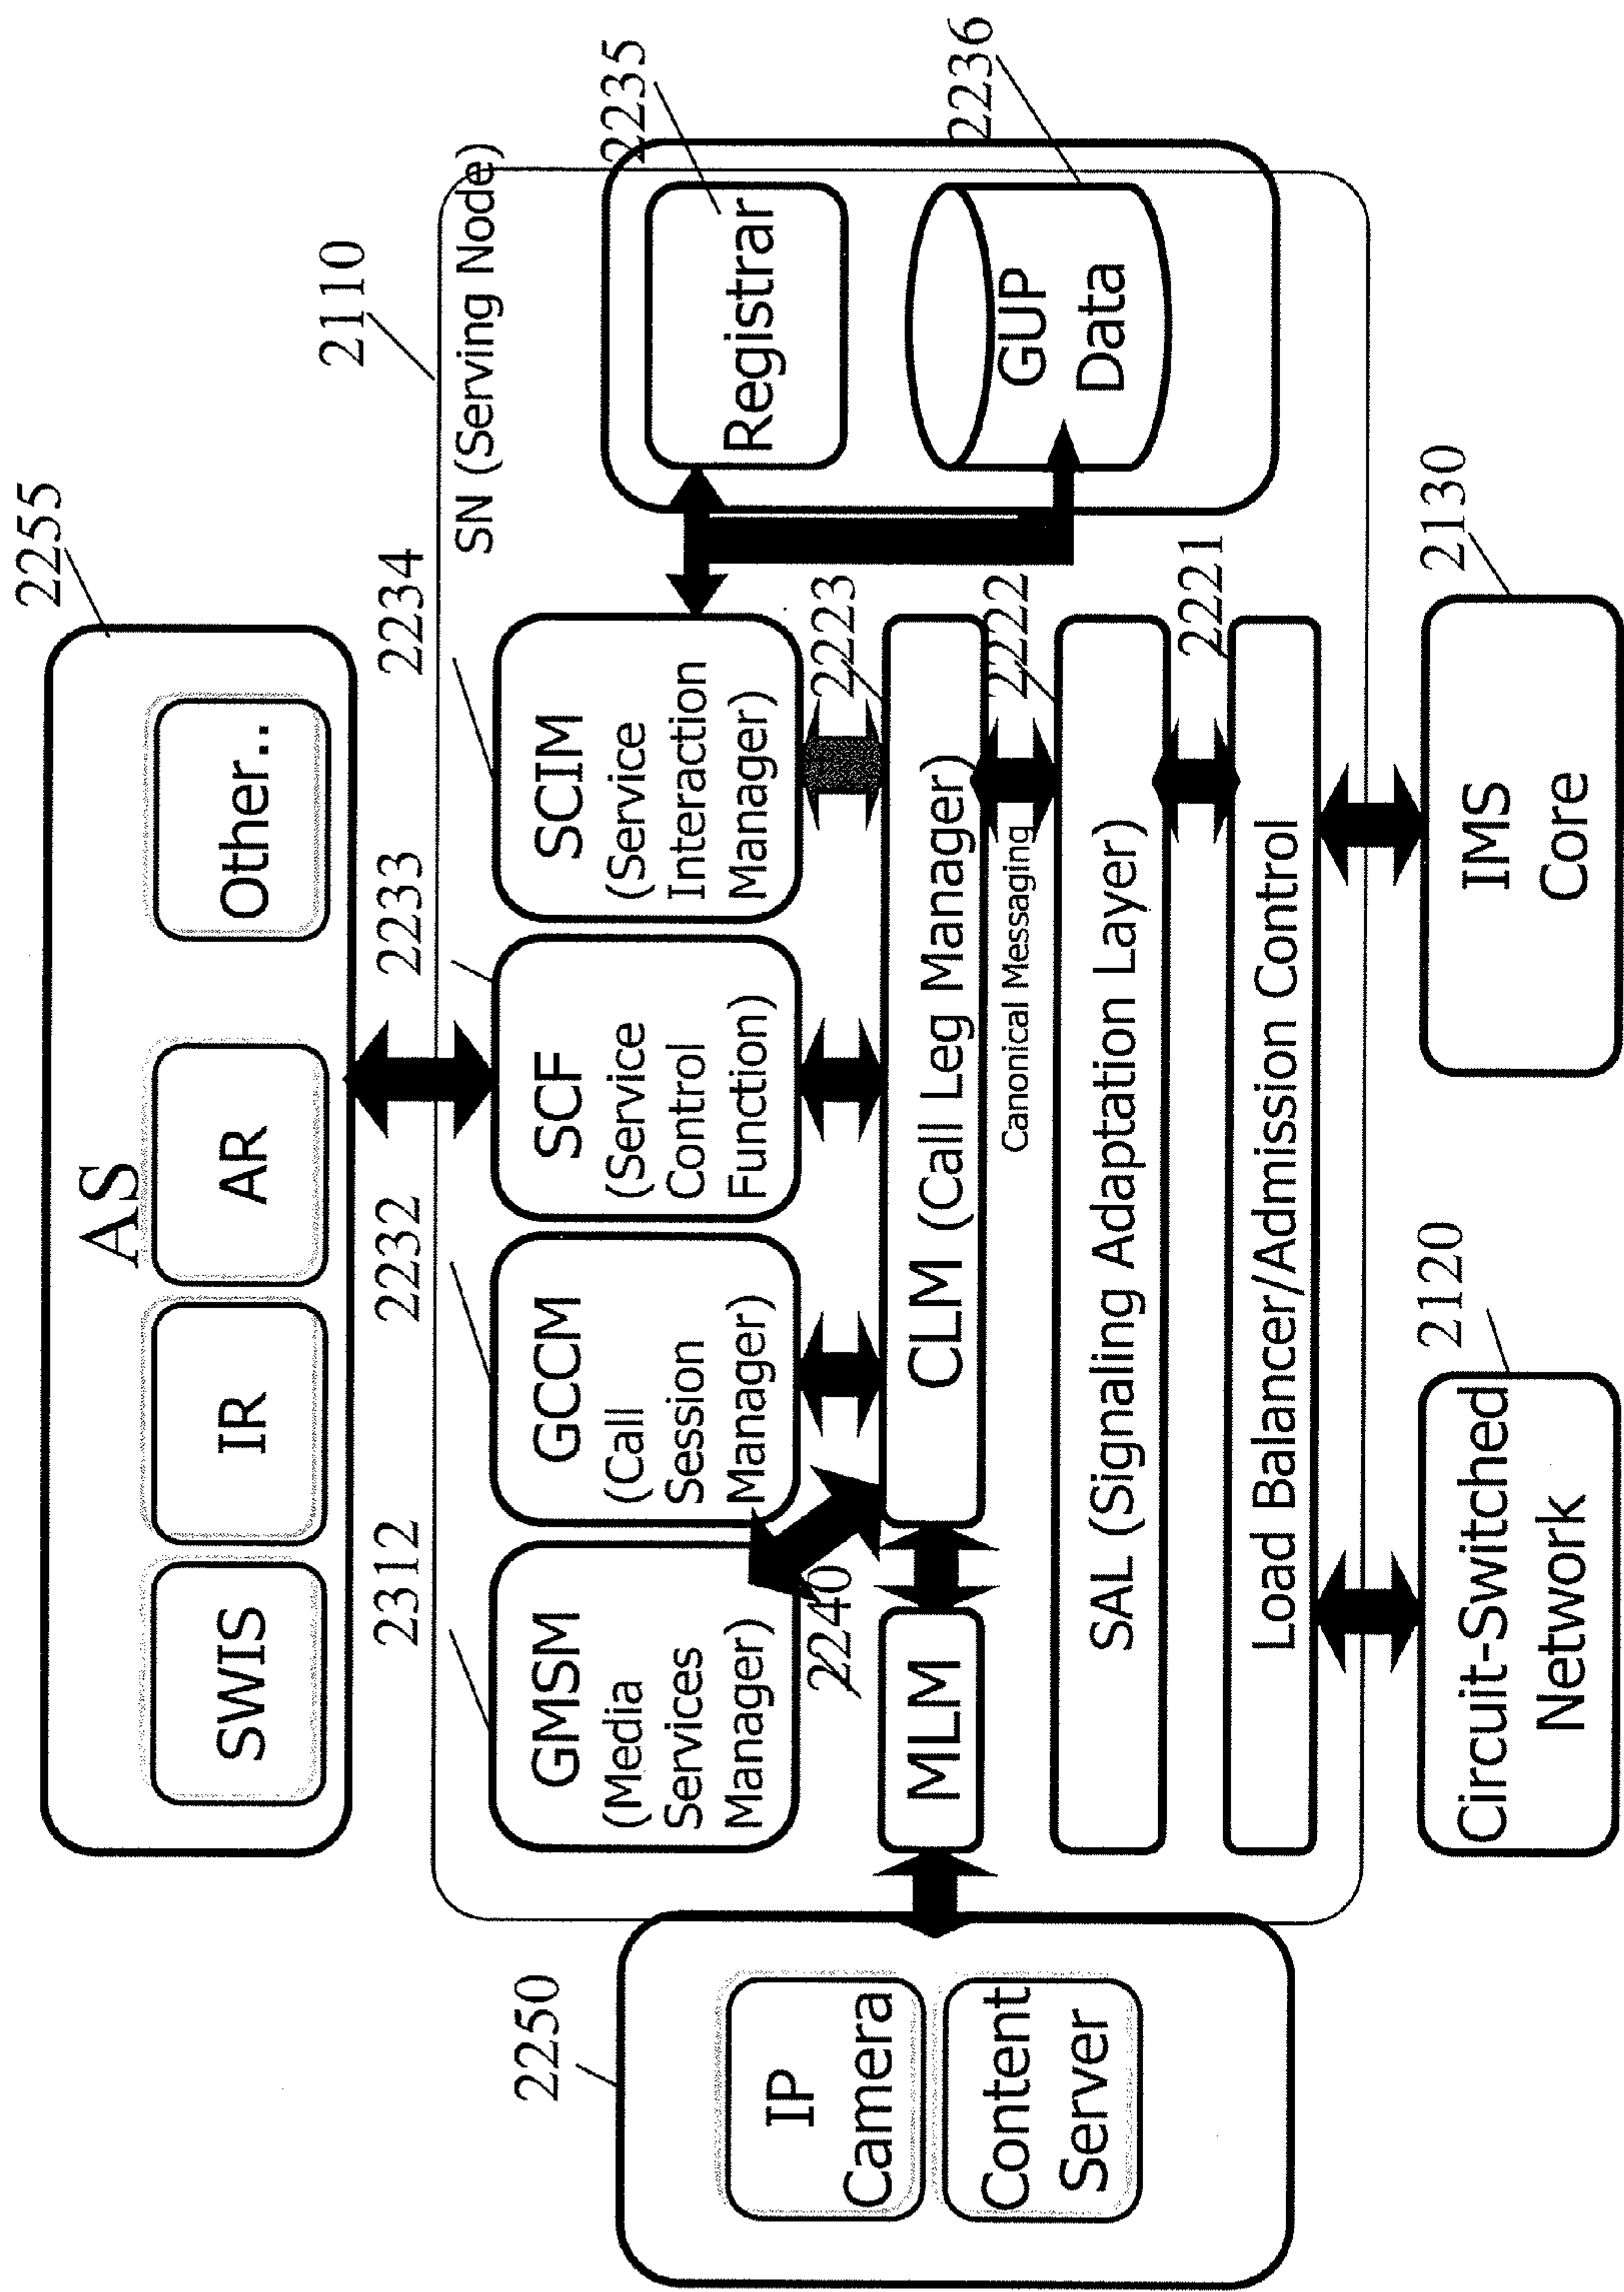 2255
AS
SWIS
IR
AR
Other..
2110
2312
2232
2233
2234
SN (Serving Node)
2235
GMSM
(Media
Services
Manager)
GCCM
(Call
Session
Manager)
SCF
(Service
Control
Function)
SCIM
(Service
Interaction
Manager)
Registrar
2250
2240
2223
2236
IP
Camera
Content
Server
MLM
CLM (Call Leg Manager)
GUP
Data
Canonical Messaging
2222
SAL (Signaling Adaptation Layer)
2221
Load Balancer/Admission Control
2120
2130
Circuit-Switched
Network
IMS
Core